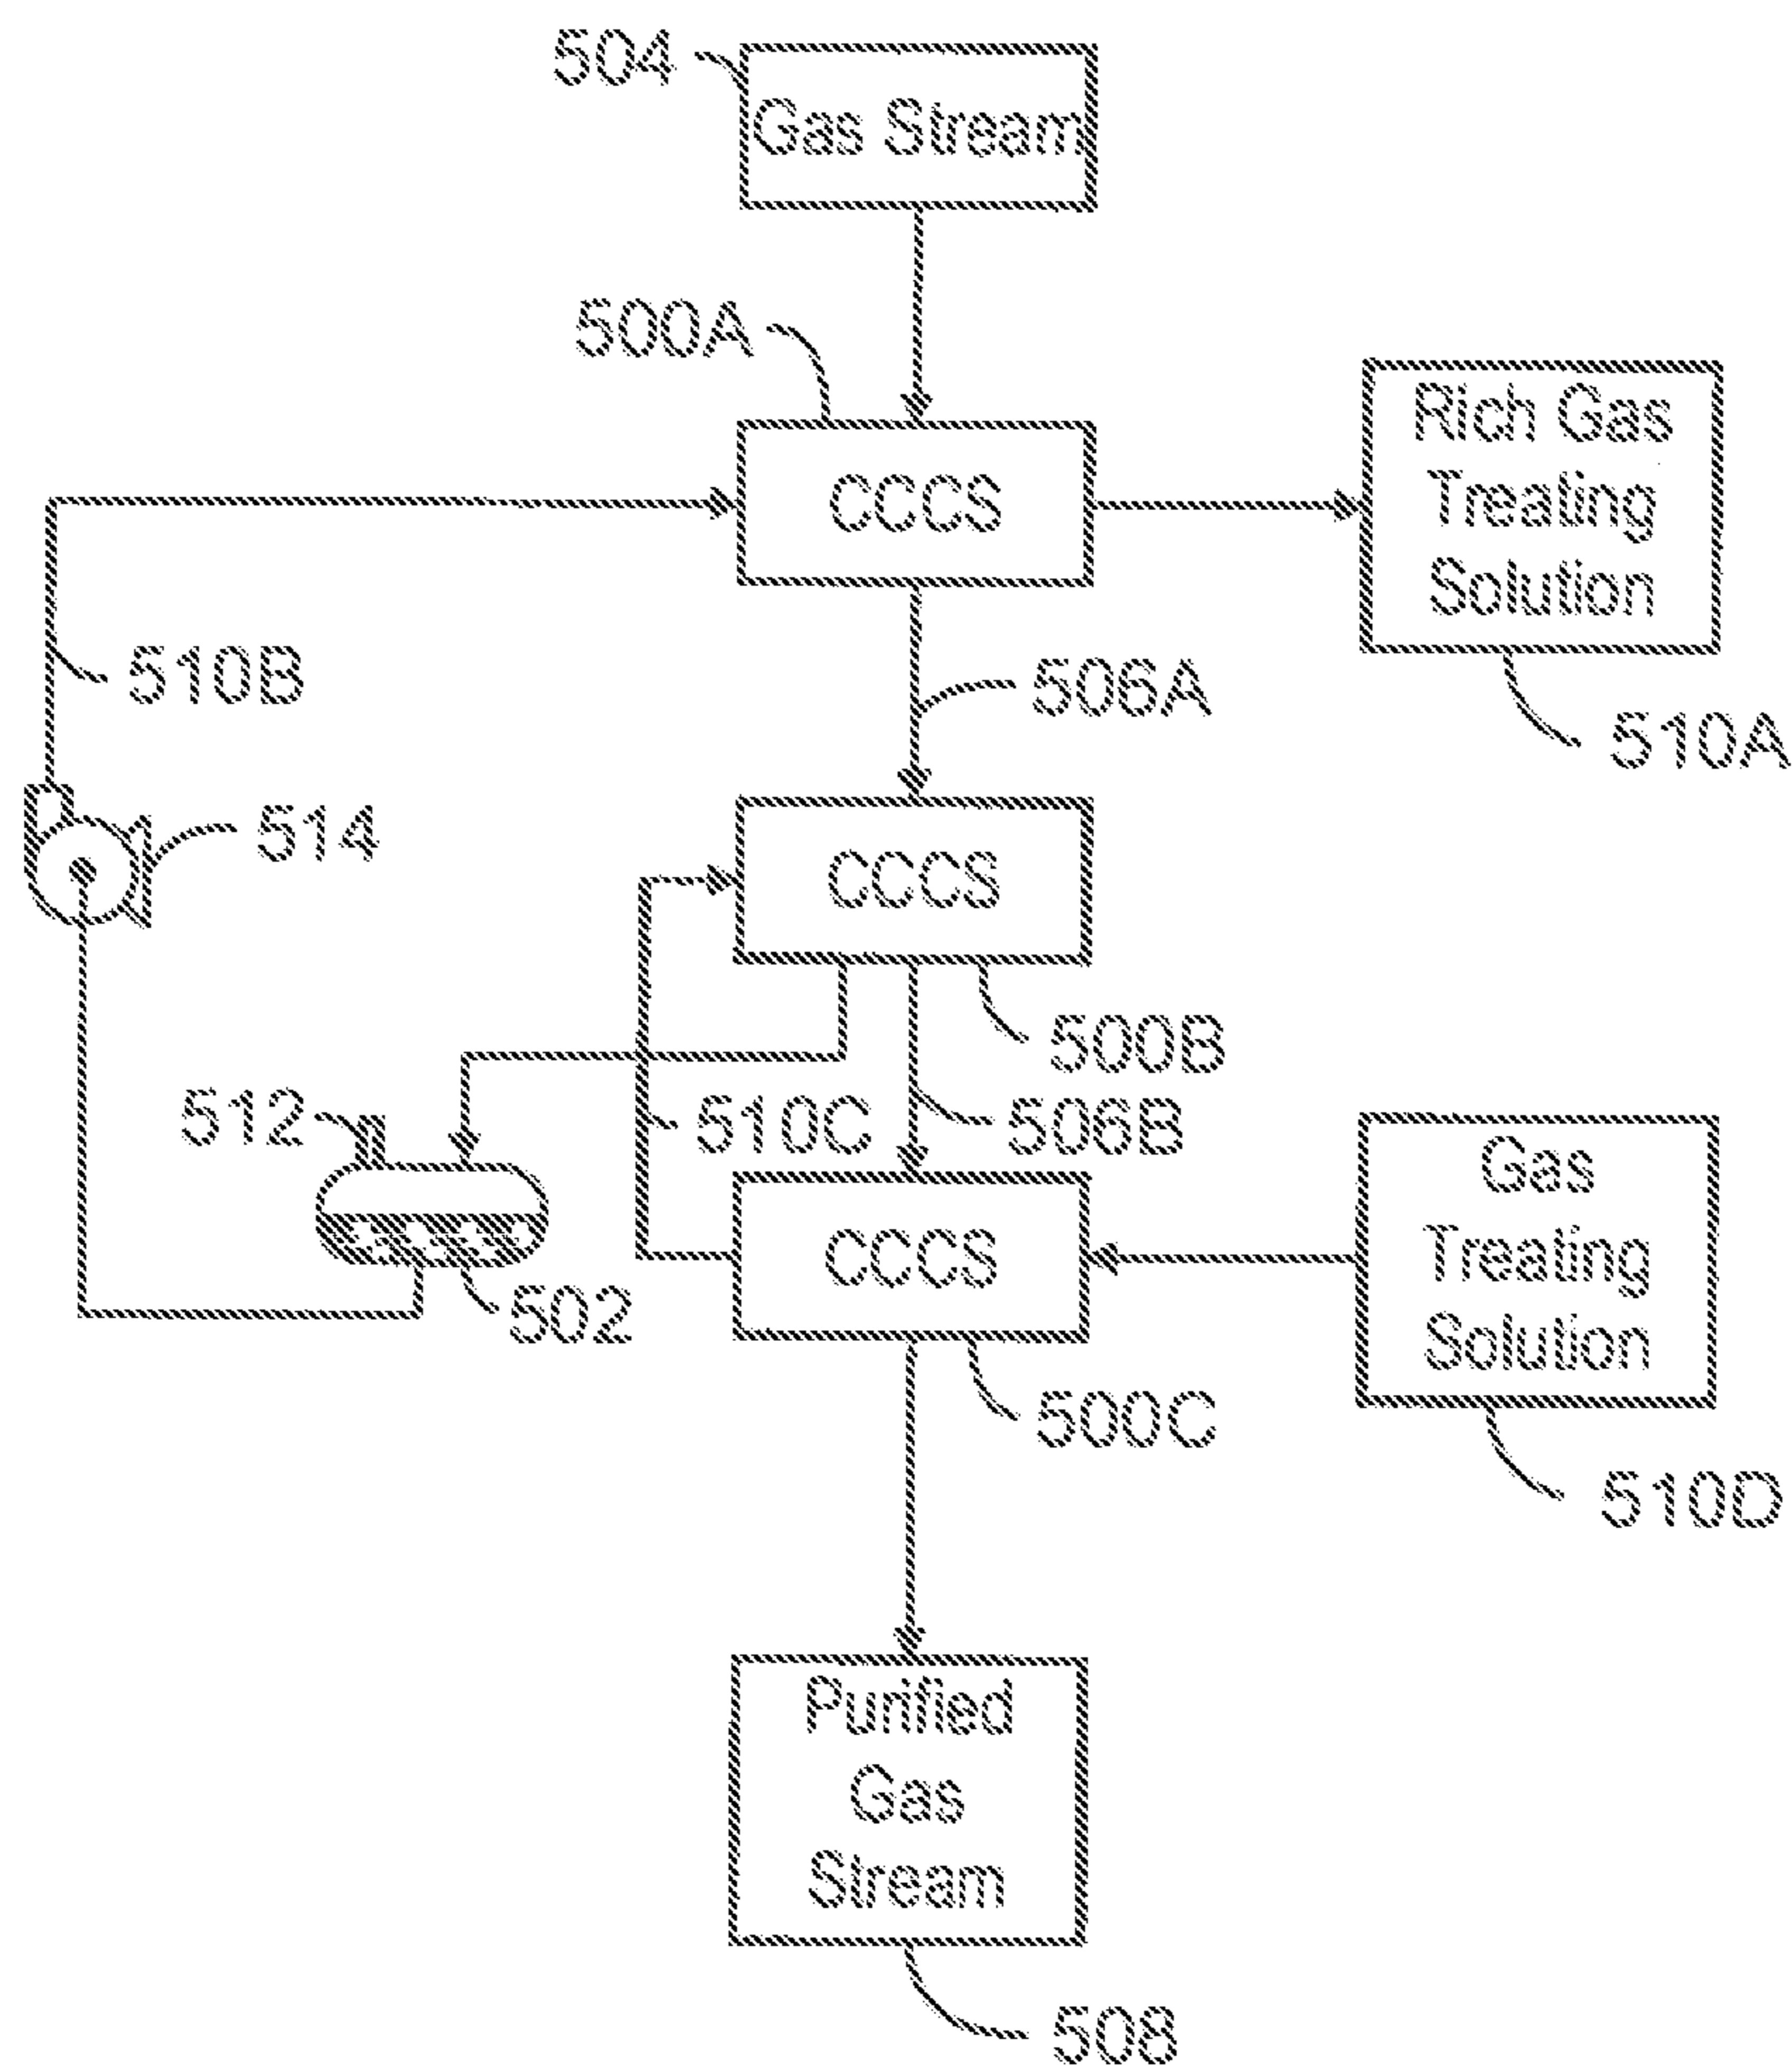 504
Gas Stream
500A
CCCS
Rich Gas
Treating
Solution
510B
506A
510A
514
CCCS
500B
512
510C
506B
Gas
Treating
Solution
CCCS
502
500C
510D
Purified
Gas
Stream
508